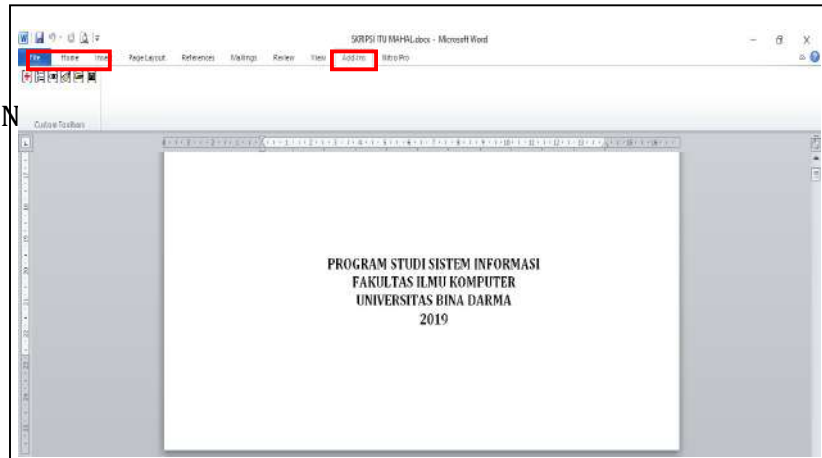 SKRIPSI ITU MAHAL.docx - Microsoft Word
File Home Insert Page Layout References Mailings Review View Add-Ins Nitro Pro
N
Custom Toolbars
PROGRAM STUDI SISTEM INFORMASI
FAKULTAS ILMU KOMPUTER
UNIVERSITAS BINA DARMA
2019